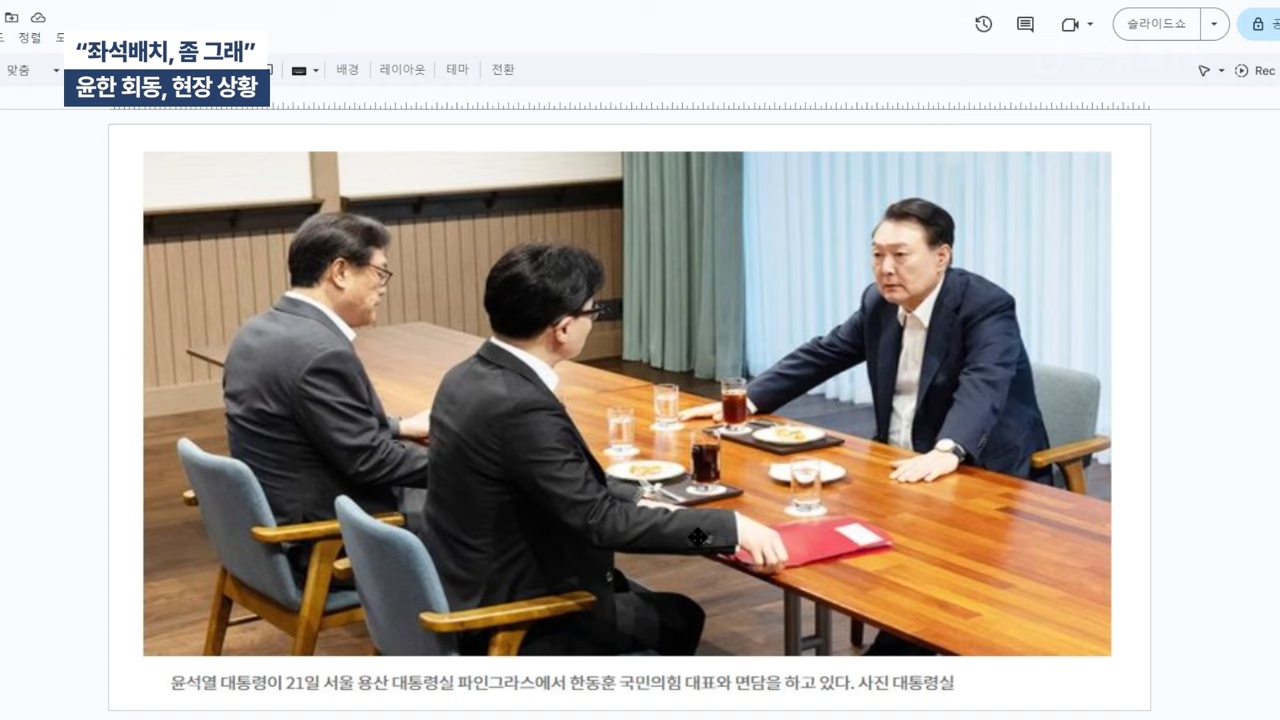 “좌석배치, 좀 그래”
윤한 회동, 현장 상황
정렬
슬라이드쇼
맞춤
배경
레이아웃
테마
전환
Rec
윤석열 대통령이 21일 서울 용산 대통령실 파인그라스에서 한동훈 국민의힘 대표와 면담을 하고 있다. 사진 대통령실